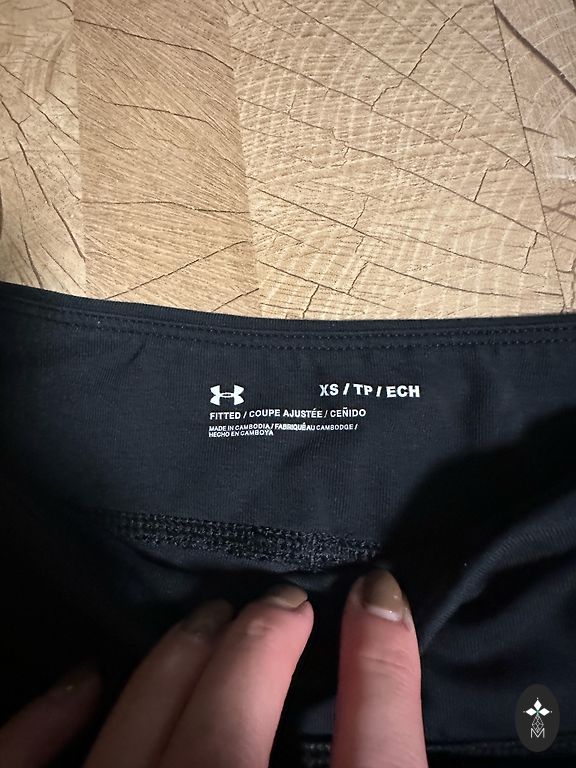 XS / TP / ECH
FITTED / COUPE AJUSTÉE / CEÑIDO
MADE IN CAMBODIA / FABRIQUÉ AU CAMBODGE /
HECHO EN CAMBOYA